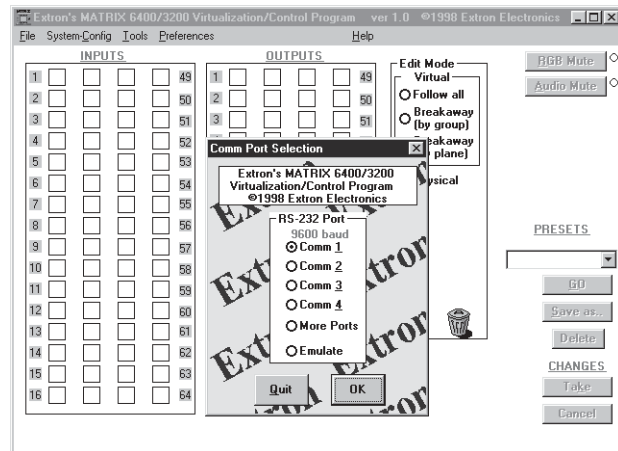 Extron's MATRIX 6400/3200 Virtualization/Control Program ver 1.0 ©1998 Extron Electronics
File System-Config Tools Preferences Help
INPUTS
1 49
2 50
3 51
4 52
5 53
6 54
7 55
8 56
9 57
10 58
11 59
12 60
13 61
14 62
15 63
16 64
OUTPUTS
1 49
2 50
3 51
Edit Mode
Virtual
Follow all
Breakaway
(by group)
plane)
RGB Mute
Audio Mute
Comm Port Selection
Extron's MATRIX 6400/3200
Virtualization/Control Program
©1998 Extron Electronics
RS-232 Port
9600 baud
Comm 1
Comm 2
Comm 3
Comm 4
More Ports
Emulate
Quit OK
Extron
PRESETS
GO
Save as..
Delete
CHANGES
Take
Cancel